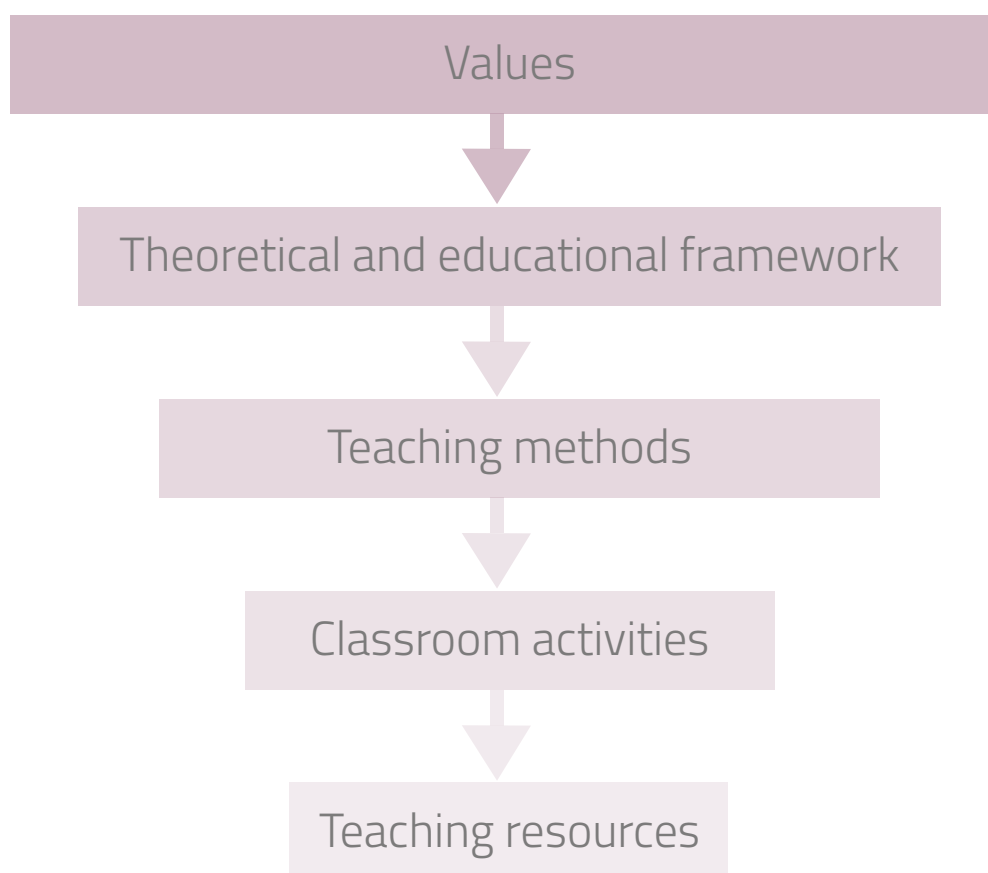 Values
Theoretical and educational framework
Teaching methods
Classroom activities
Teaching resources